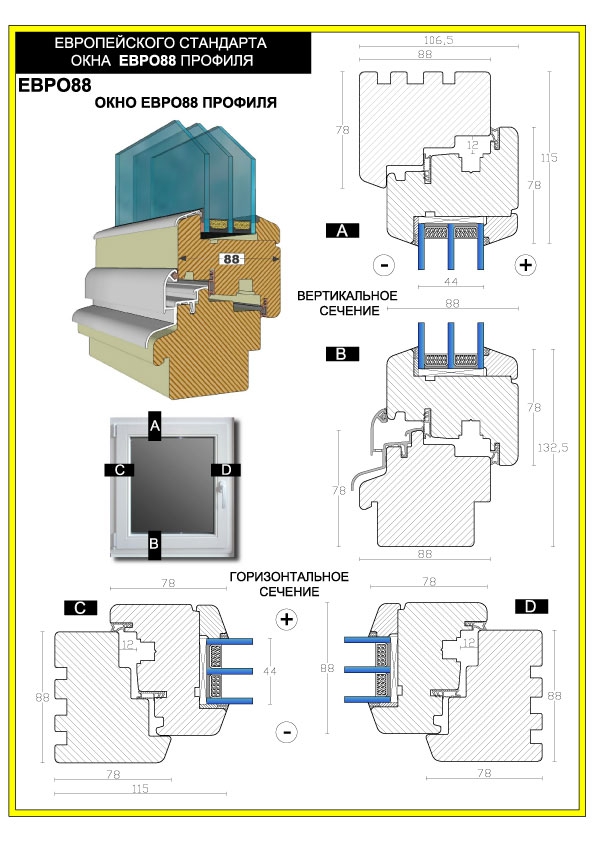 ЕВРОПЕЙСКОГО СТАНДАРТА
ОКНА ЕВРО88 ПРОФИЛЯ
ЕВРО88
ОКНО ЕВРО88 ПРОФИЛЯ
88
106,5
88
78
12
115
78
A
-
+
44
ВЕРТИКАЛЬНОЕ
СЕЧЕНИЕ
88
B
78
132,5
78
88
A
C
D
B
ГОРИЗОНТАЛЬНОЕ
СЕЧЕНИЕ
78
C
+
12
44
88
-
78
115
78
D
12
88
88
78